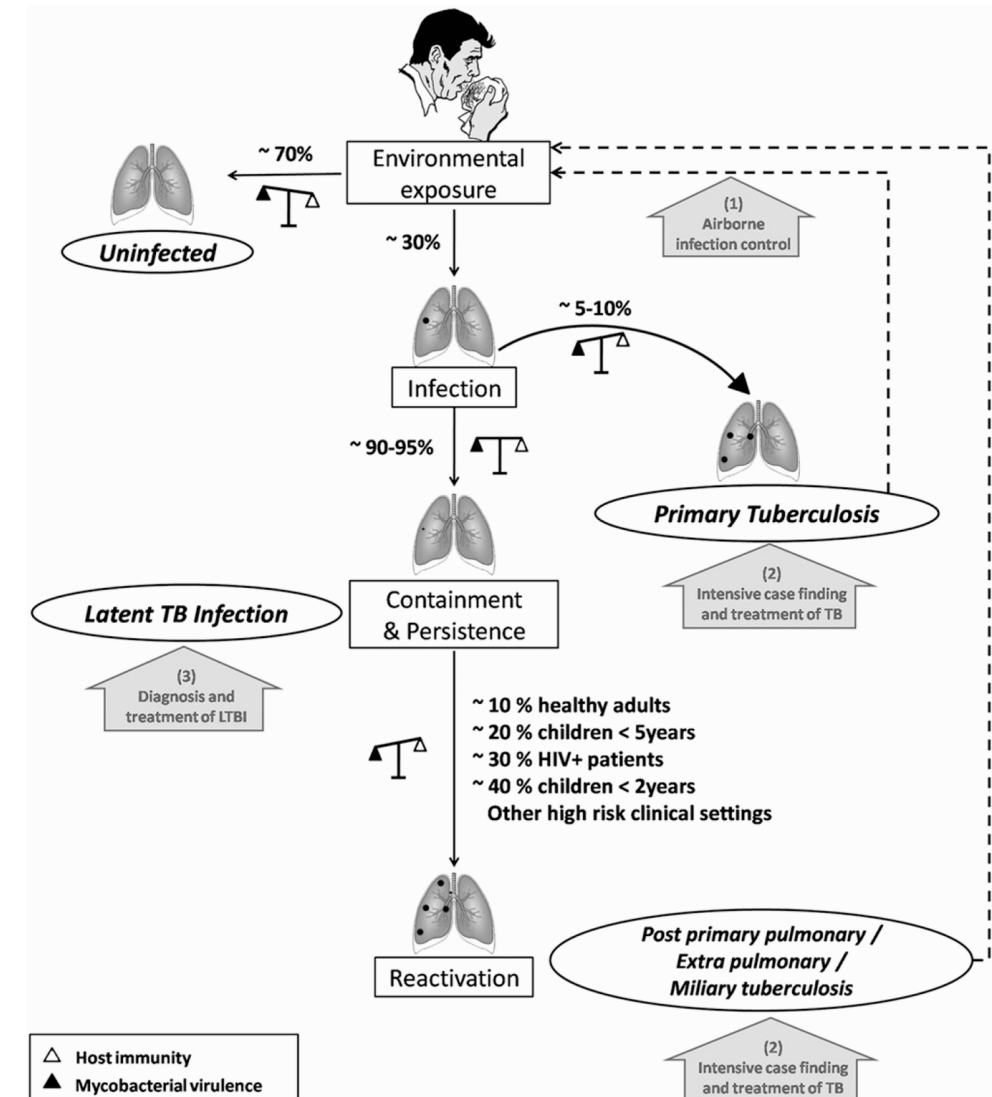 Environmental
exposure
~ 70%
Uninfected
(1)
Airborne
infection control
~ 30%
~ 5-10%
Infection
~ 90-95%
Primary Tuberculosis
(2)
Intensive case finding
and treatment of TB
Latent TB Infection
Containment
& Persistence
(3)
Diagnosis and
treatment of LTBI
~ 10 % healthy adults
~ 20 % children < 5years
~ 30 % HIV+ patients
~ 40 % children < 2years
Other high risk clinical settings
Reactivation
Post primary pulmonary /
Extra pulmonary /
Miliary tuberculosis
(2)
Intensive case finding
and treatment of TB
Host immunity
Mycobacterial virulence